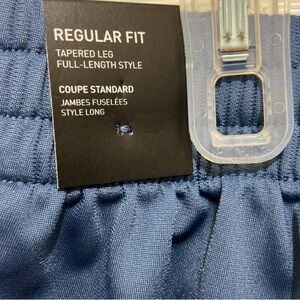 REGULAR FIT
TAPERED LEG
FULL-LENGTH STYLE
COUPE STANDARD
JAMBES FUSELÉES
STYLE LONG